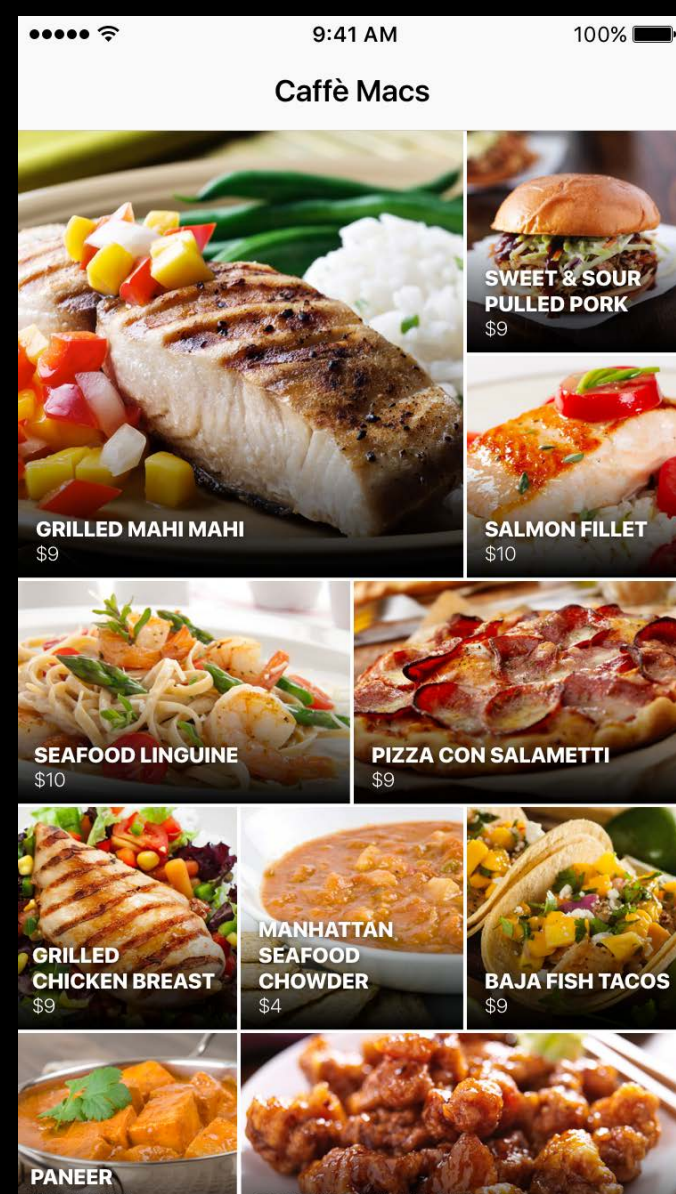 9:41 AM
100%
Caffè Macs
GRILLED MAHI MAHI
$9
SWEET & SOUR
PULLED PORK
$9
SALMON FILLET
$10
SEAFOOD LINGUINE
$10
PIZZA CON SALAMETTI
$9
GRILLED
CHICKEN BREAST
$9
MANHATTAN
SEAFOOD
CHOWDER
$4
BAJA FISH TACOS
$9
PANEER